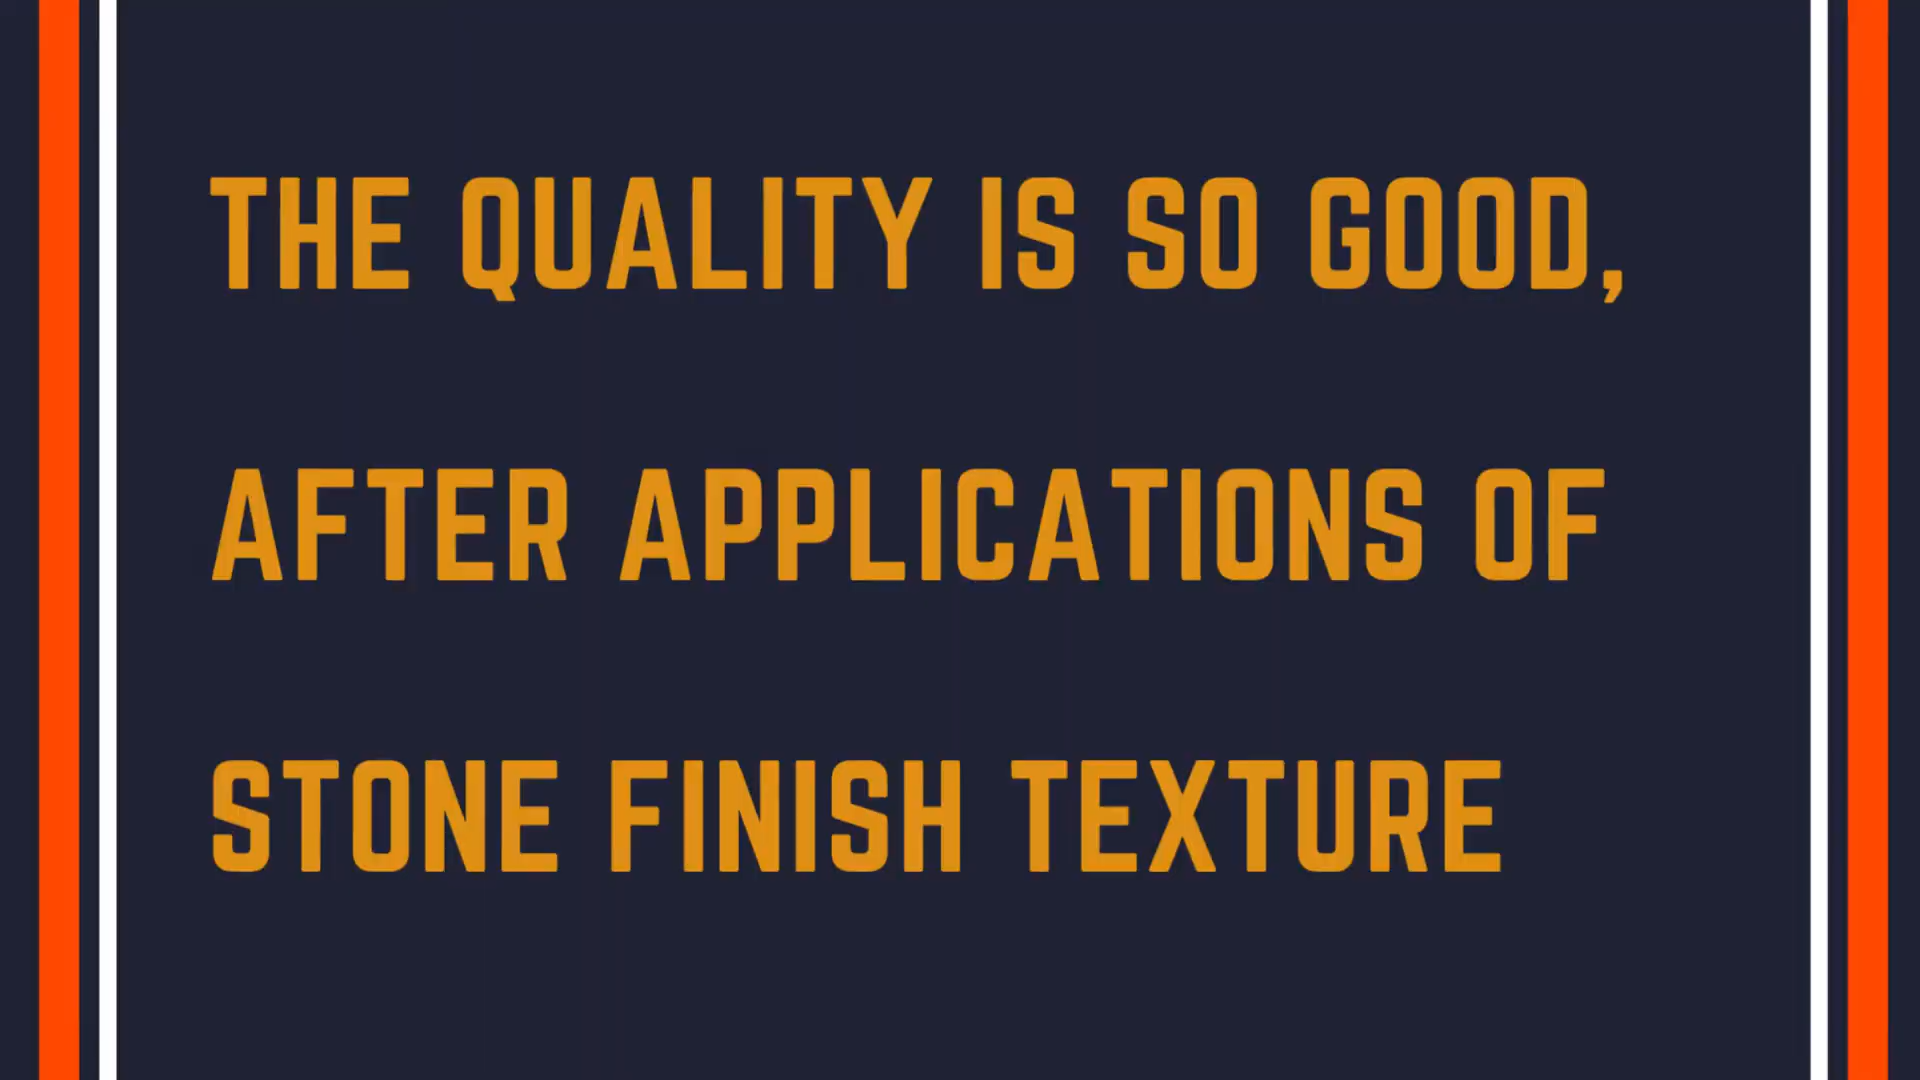 THE QUALITY IS SO GOOD,
AFTER APPLICATIONS OF
STONE FINISH TEXTURE